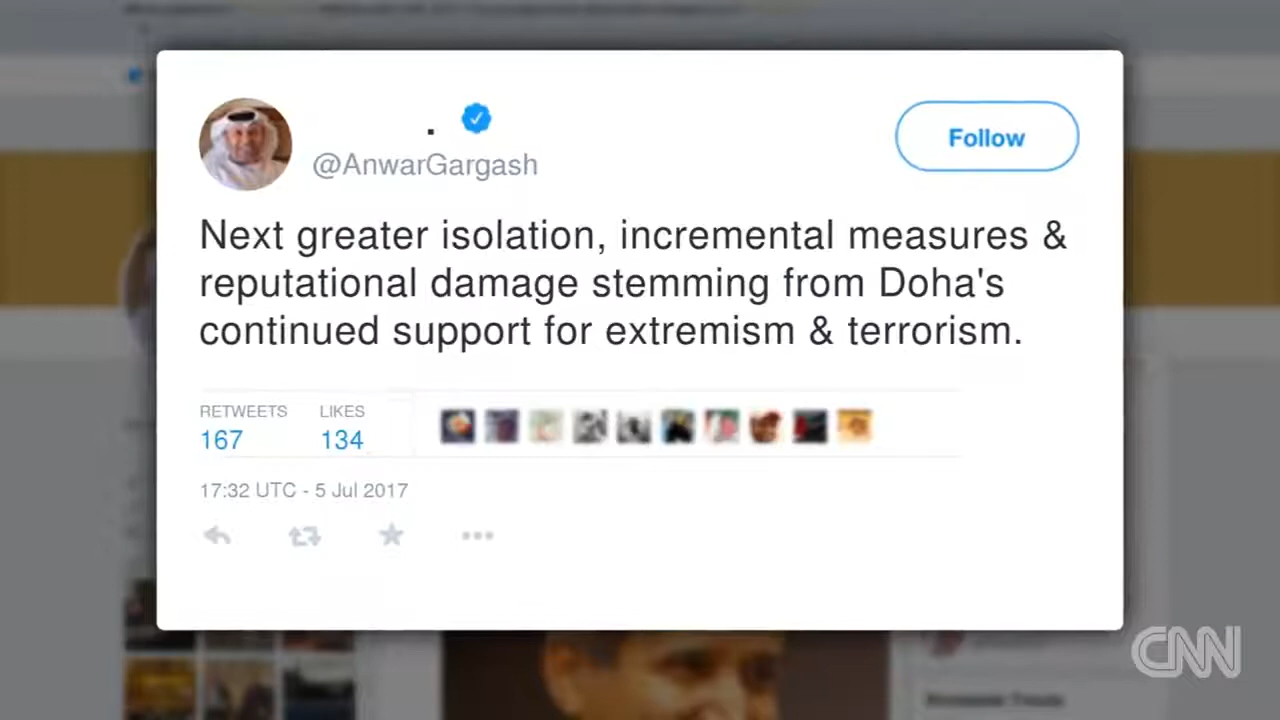 .
@AnwarGargash
Follow
Next greater isolation, incremental measures &
reputational damage stemming from Doha's
continued support for extremism & terrorism.
RETWEETS LIKES
167 134
17:32 UTC - 5 Jul 2017
CNN